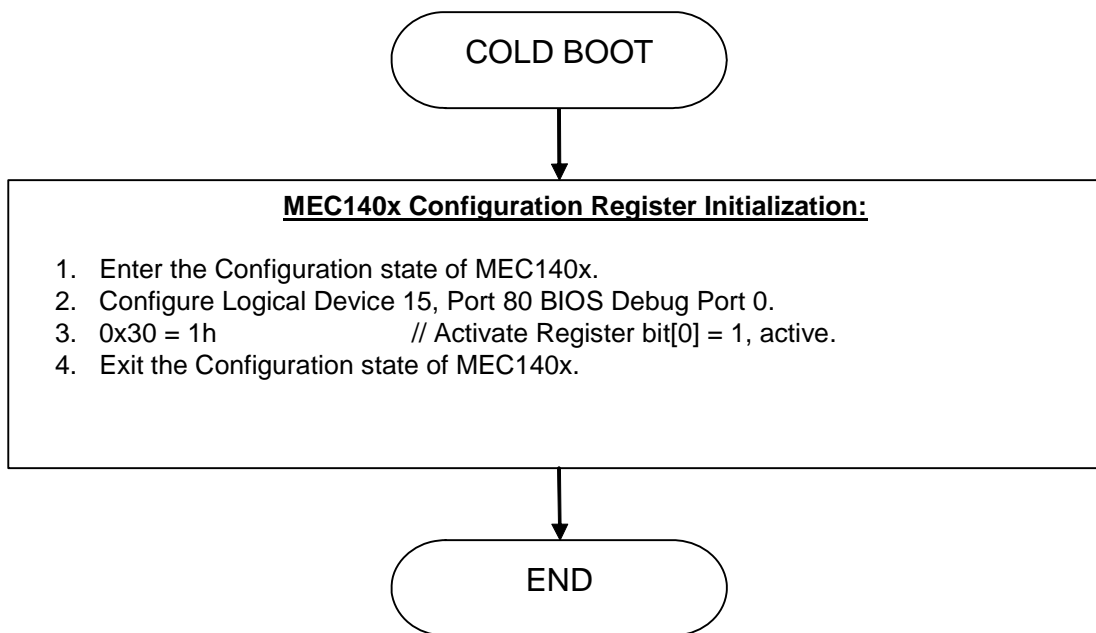 COLD BOOT
MEC140x Configuration Register Initialization:
1. Enter the Configuration state of MEC140x.
2. Configure Logical Device 15, Port 80 BIOS Debug Port 0.
3. 0x30 = 1h // Activate Register bit[0] = 1, active.
4. Exit the Configuration state of MEC140x.
END